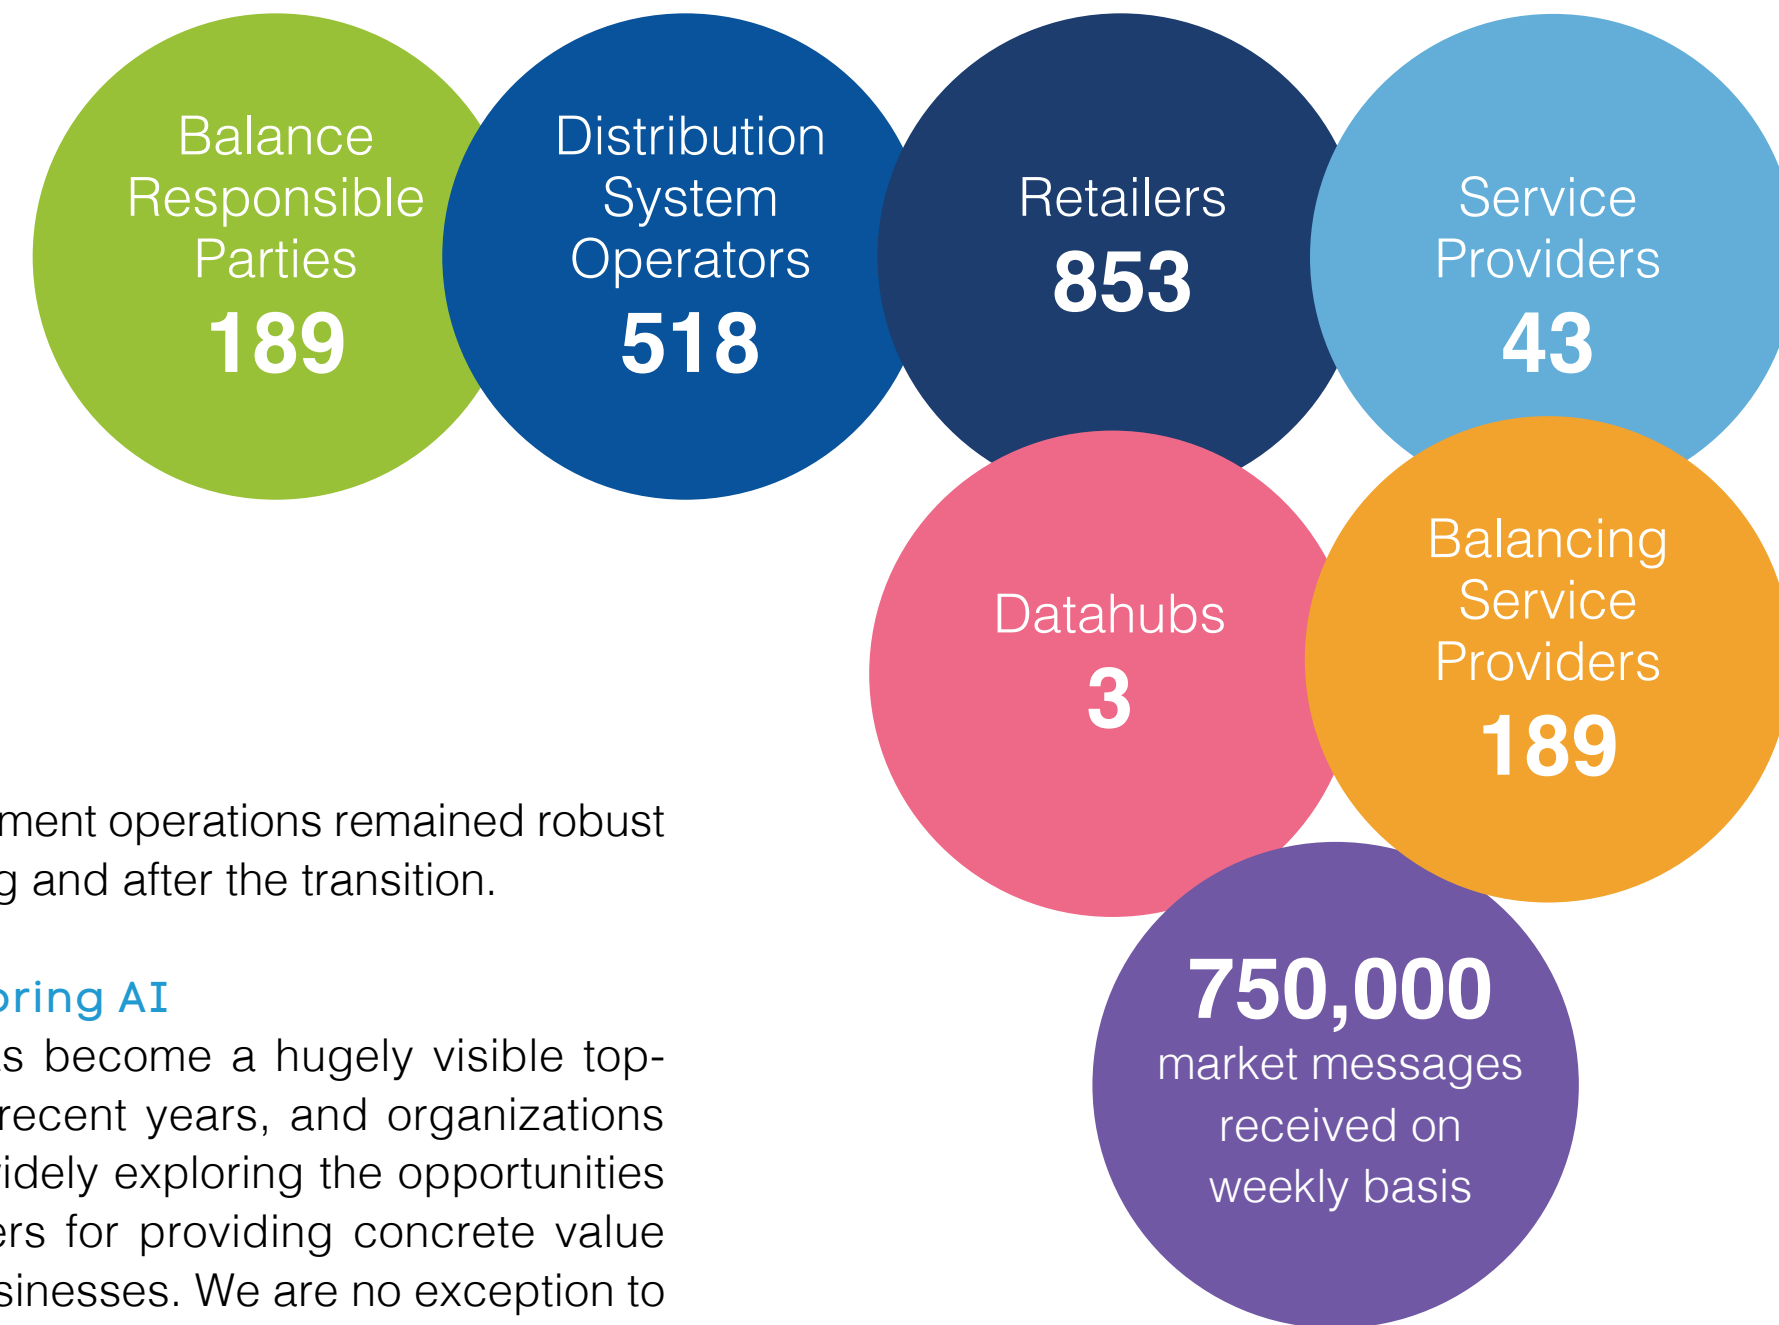 Balance
Responsible
Parties
189
Distribution
System
Operators
518
Retailers
853
Service
Providers
43
Datahubs
3
Balancing
Service
Providers
189
750,000
market messages
received on
weekly basis
ment operations remained robust
g and after the transition.
oring AI
s become a hugely visible top-
recent years, and organizations
videly exploring the opportunities
ers for providing concrete value
sinesses. We are no exception to